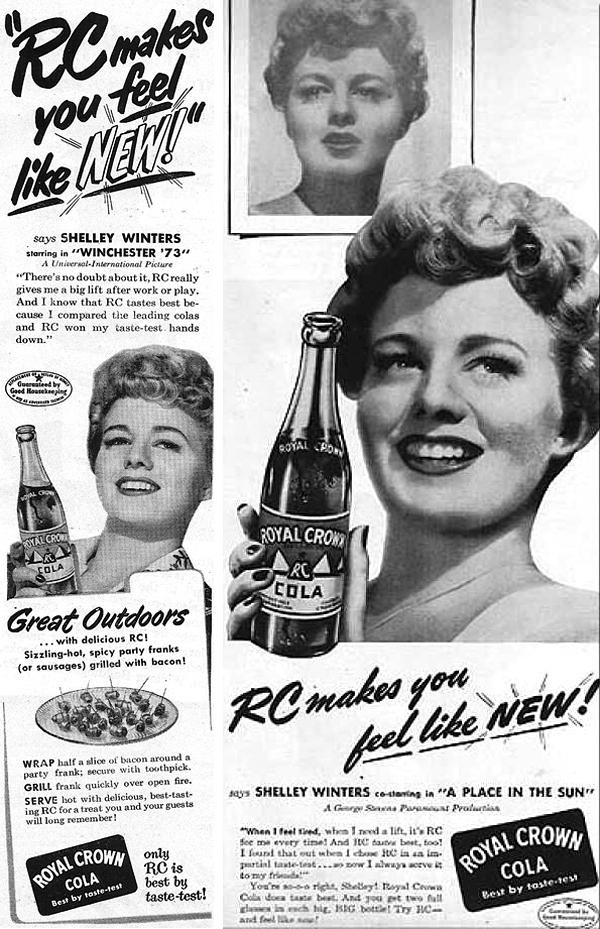 "RC makes
you feel
like NEW!"
says SHELLEY WINTERS
starring in "WINCHESTER '73"
A Universal-International Picture
"There's no doubt about it, RC really
gives me a big lift after work or play.
And I know that RC tastes best be-
cause I compared the leading colas
and RC won my taste-test hands
down."
Guaranteed by
Good Housekeeping
ROYAL CROWN
ROYAL CROWN
COLA
Great Outdoors
...with delicious RC!
Sizzling-hot, spicy party franks
(or sausages) grilled with bacon!
WRAP half a slice of bacon around a
party frank; secure with toothpick.
GRILL frank quickly over open fire.
SERVE hot with delicious, best-tast-
ing RC for a treat you and your guests
will long remember!
ROYAL CROWN
COLA
Best by taste-test
only
RC is
best by
taste-test!
ROYAL CROWN
ROYAL CROWN
RC
COLA
RC makes you
feel like NEW!
says SHELLEY WINTERS co-starring in "A PLACE IN THE SUN"
A George Stevens Paramount Production
"When I feel tired, when I need a lift, it's RC
for me every time! And RC tastes best, too!
I found that out when I chose RC in an im-
partial taste-test...so now I always serve it
to my friends!"
You're so-o-o right, Shelley! Royal Crown
Cola does taste best. And you get two full
glasses in each big, BIG bottle! Try RC—
and feel like new!
ROYAL CROWN
COLA
Best by taste-test
Guaranteed by
Good Housekeeping